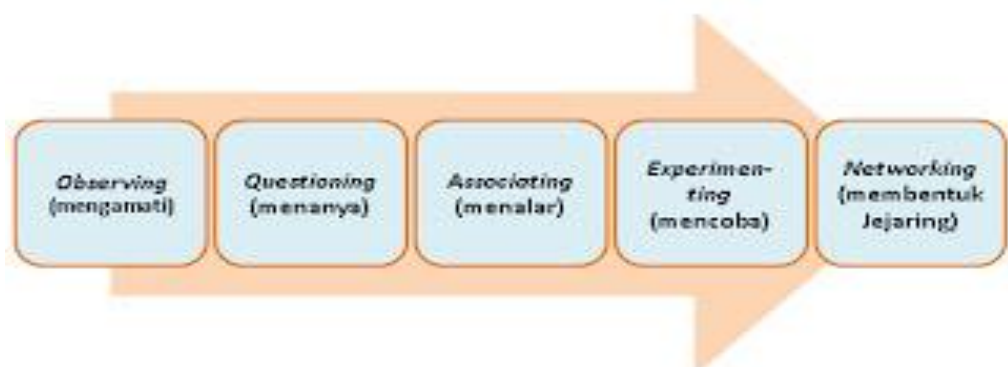 Observing
(mengamati)
Questioning
(menanya)
Associating
(menalar)
Experimen-
ting
(mencoba)
Networking
(membentuk
Jejaring)